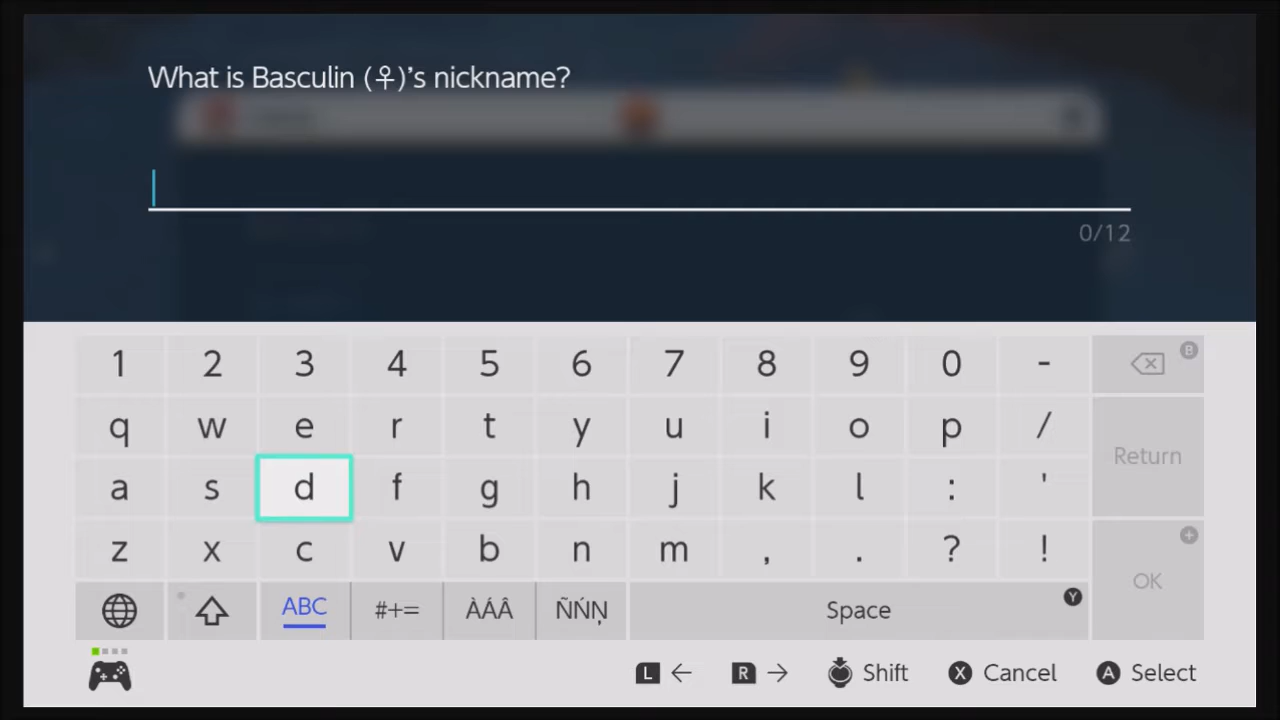 What is Basculin (♀)'s nickname?
0/12
1 2 3 4 5 6 7 8 9 0 -
B
q w e r t y u i o p /
Return
a s d f g h j k l : '
z x c v b n m , . ? !
+
OK
ABC #+= ÀÁÂ ÑŃŅ Space Y
L ← R → Shift X Cancel A Select